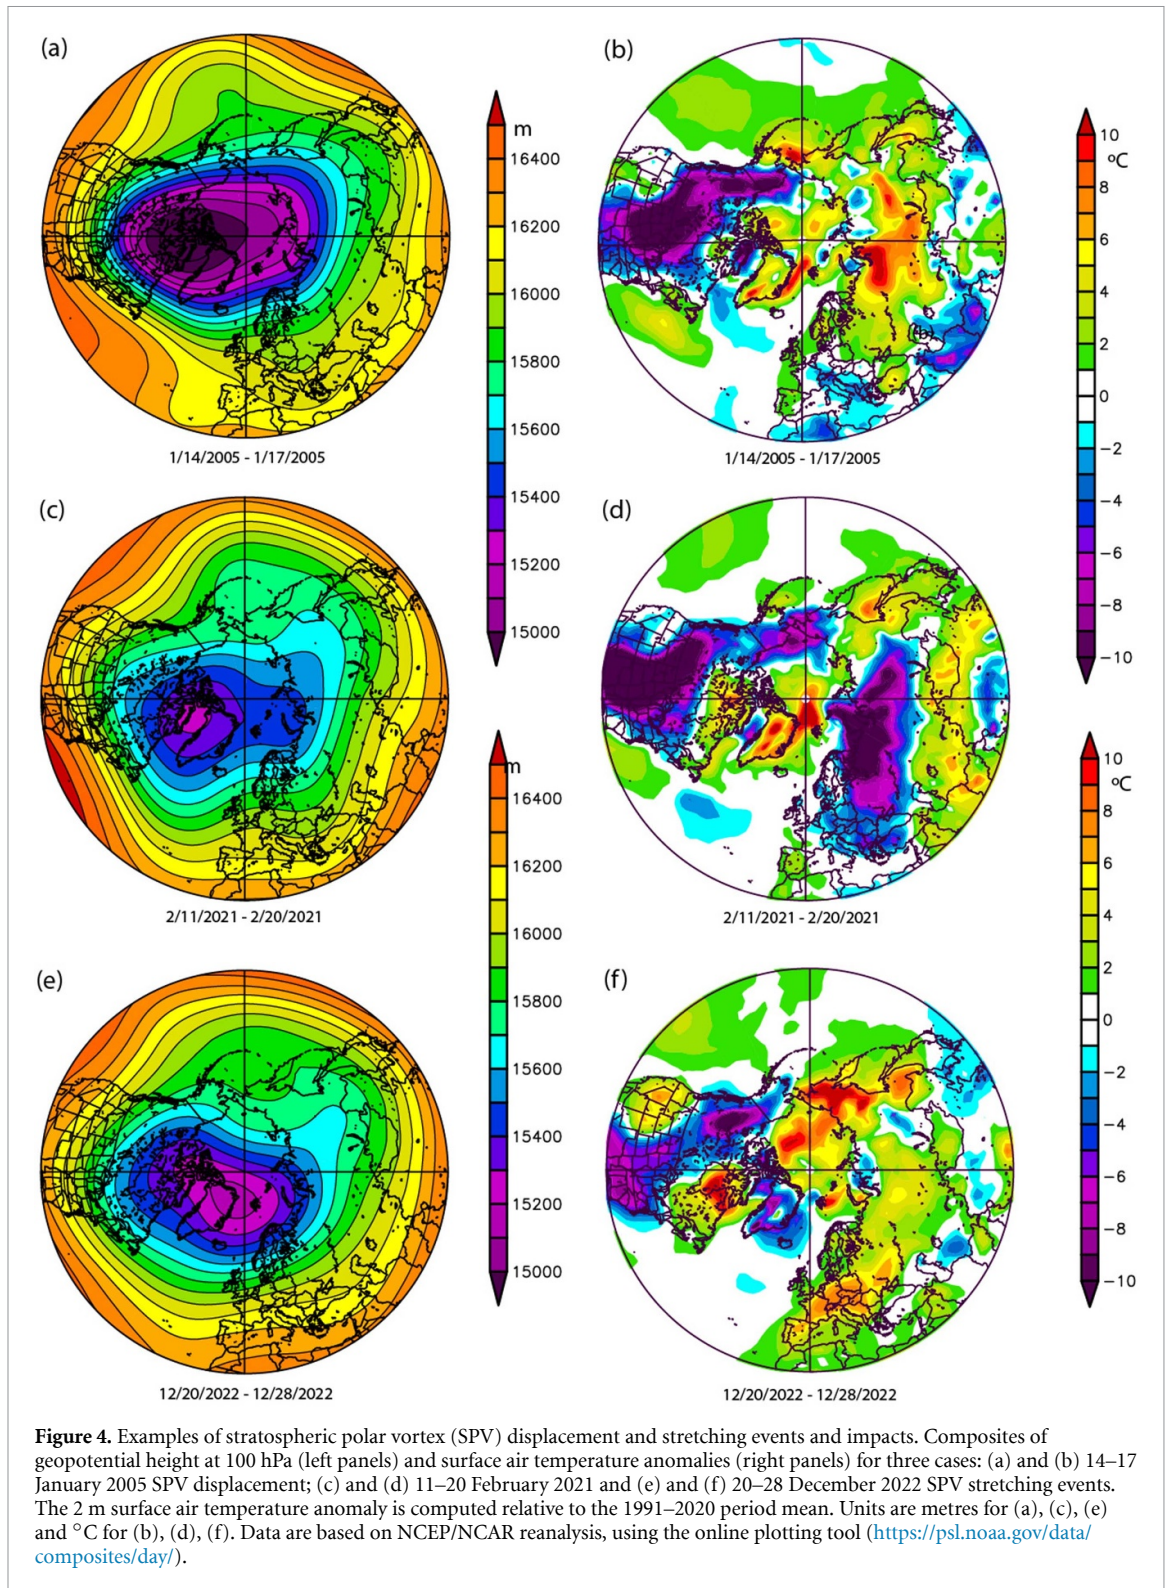 (a)
(b)
m
16400
16200
16000
15800
15600
15400
15200
15000
10
ºC
8
6
4
2
0
−2
−4
−6
−8
−10
1/14/2005 - 1/17/2005
1/14/2005 - 1/17/2005
(c)
(d)
m
16400
16200
16000
15800
15600
15400
15200
15000
10
ºC
8
6
4
2
0
−2
−4
−6
−8
−10
2/11/2021 - 2/20/2021
2/11/2021 - 2/20/2021
(e)
(f)
12/20/2022 - 12/28/2022
12/20/2022 - 12/28/2022
Figure 4. Examples of stratospheric polar vortex (SPV) displacement and stretching events and impacts. Composites of
geopotential height at 100 hPa (left panels) and surface air temperature anomalies (right panels) for three cases: (a) and (b) 14–17
January 2005 SPV displacement; (c) and (d) 11–20 February 2021 and (e) and (f) 20–28 December 2022 SPV stretching events.
The 2 m surface air temperature anomaly is computed relative to the 1991–2020 period mean. Units are metres for (a), (c), (e)
and °C for (b), (d), (f). Data are based on NCEP/NCAR reanalysis, using the online plotting tool (https://psl.noaa.gov/data/
composites/day/).